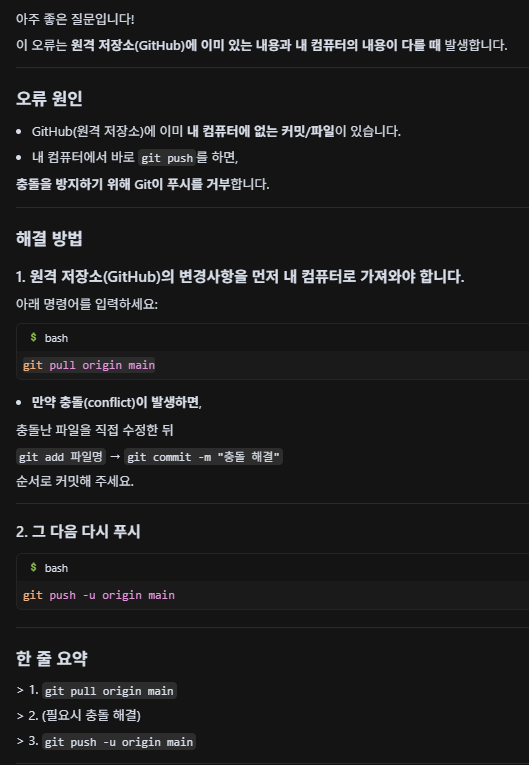 아주 좋은 질문입니다!
이 오류는 원격 저장소(GitHub)에 이미 있는 내용과 내 컴퓨터의 내용이 다를 때 발생합니다.
오류 원인
• GitHub(원격 저장소)에 이미 내 컴퓨터에 없는 커밋/파일이 있습니다.
• 내 컴퓨터에서 바로 git push 를 하면,
충돌을 방지하기 위해 Git이 푸시를 거부합니다.
해결 방법
1. 원격 저장소(GitHub)의 변경사항을 먼저 내 컴퓨터로 가져와야 합니다.
아래 명령어를 입력하세요:
$ bash
git pull origin main
• 만약 충돌(conflict)이 발생하면,
충돌난 파일을 직접 수정한 뒤
git add 파일명 → git commit -m "충돌 해결"
순서로 커밋해 주세요.
2. 그 다음 다시 푸시
$ bash
git push -u origin main
한 줄 요약
> 1. git pull origin main
> 2. (필요시 충돌 해결)
> 3. git push -u origin main